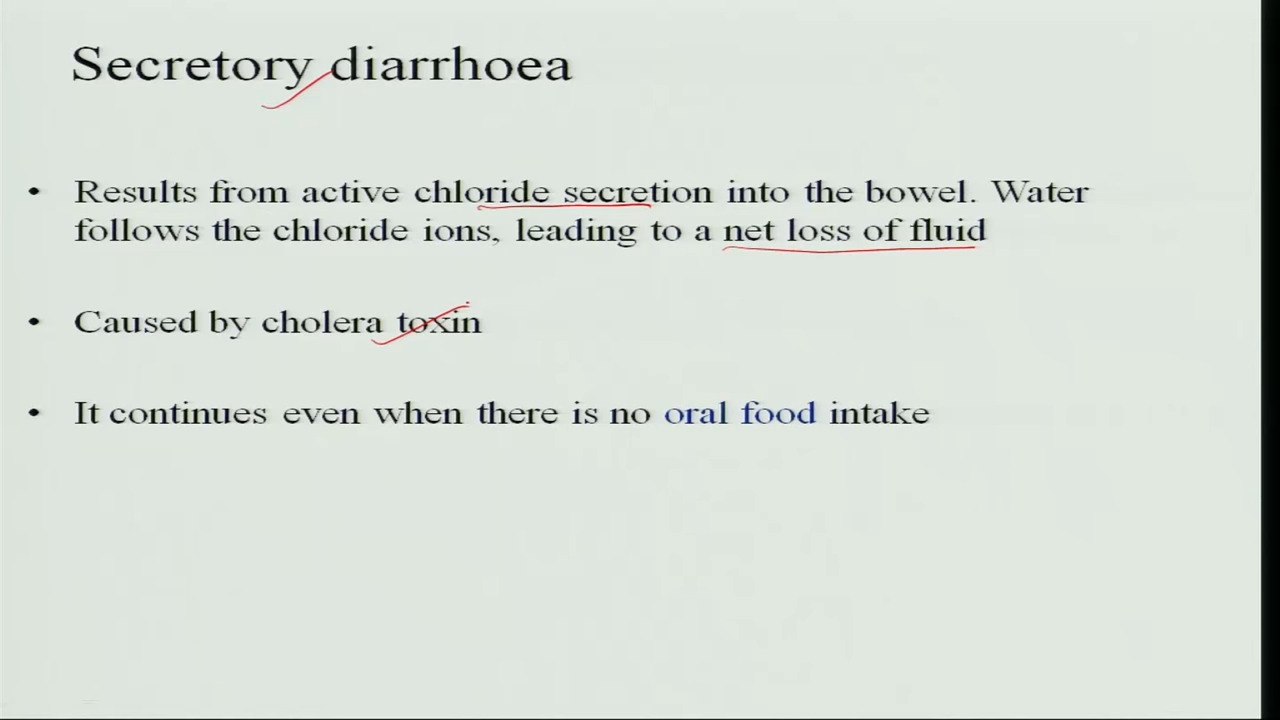 Secretory diarrhoea
• Results from active chloride secretion into the bowel. Water
follows the chloride ions, leading to a net loss of fluid
• Caused by cholera toxin
• It continues even when there is no oral food intake